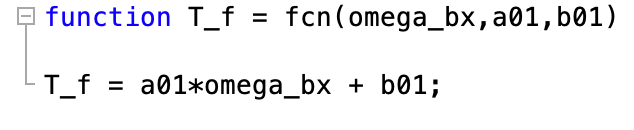 function T_f = fcn(omega_bx,a01,b01)
T_f = a01*omega_bx + b01;